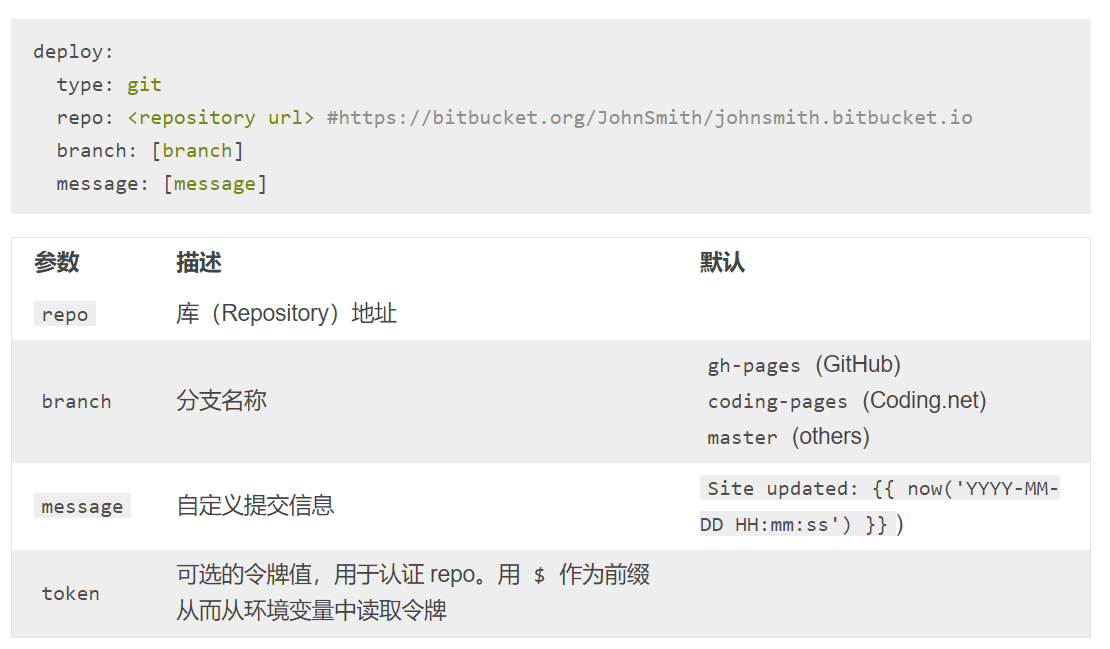 deploy:
  type: git
  repo: <repository url> #https://bitbucket.org/JohnSmith/johnsmith.bitbucket.io
  branch: [branch]
  message: [message]
参数 描述 默认
repo 库（Repository）地址
gh-pages (GitHub)
branch 分支名称 coding-pages (Coding.net)
master (others)
message 自定义提交信息 Site updated: {{ now('YYYY-MM-
DD HH:mm:ss') }})
token 可选的令牌值，用于认证 repo。用 $ 作为前缀
从而从环境变量中读取令牌